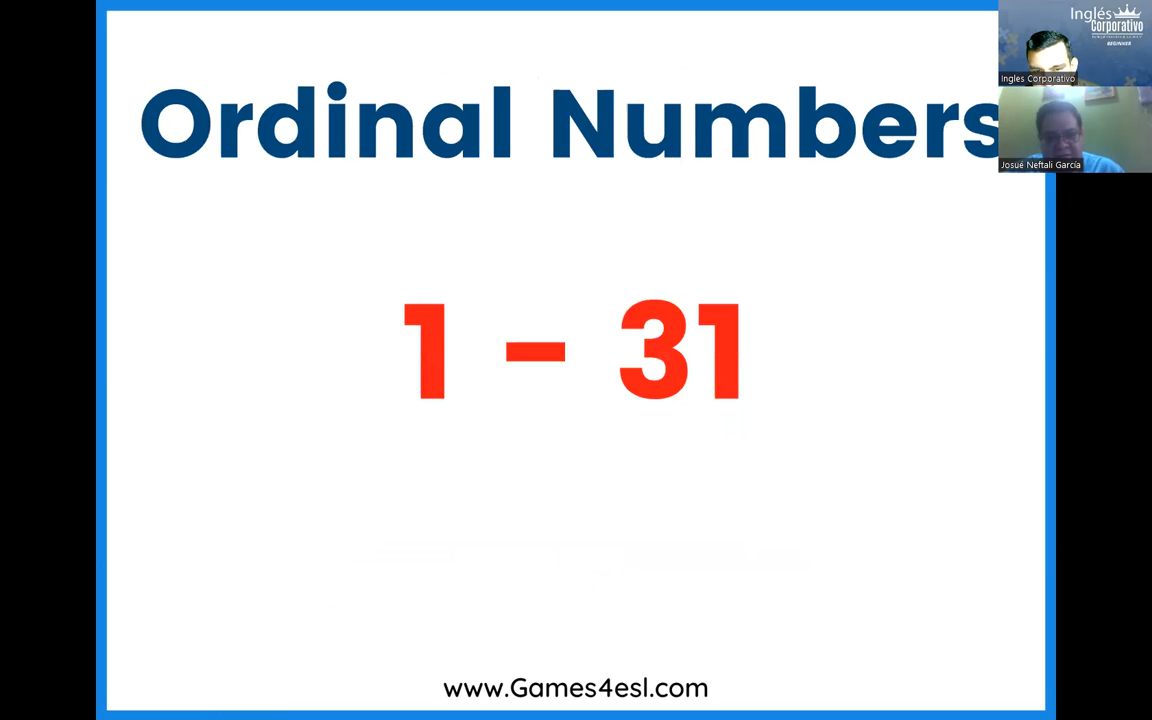 Ordinal Numbers
1 - 31
www.Games4esl.com
Inglés
Corporativo
BEGINNER
Ingles Corporativo
Josué Neftali García